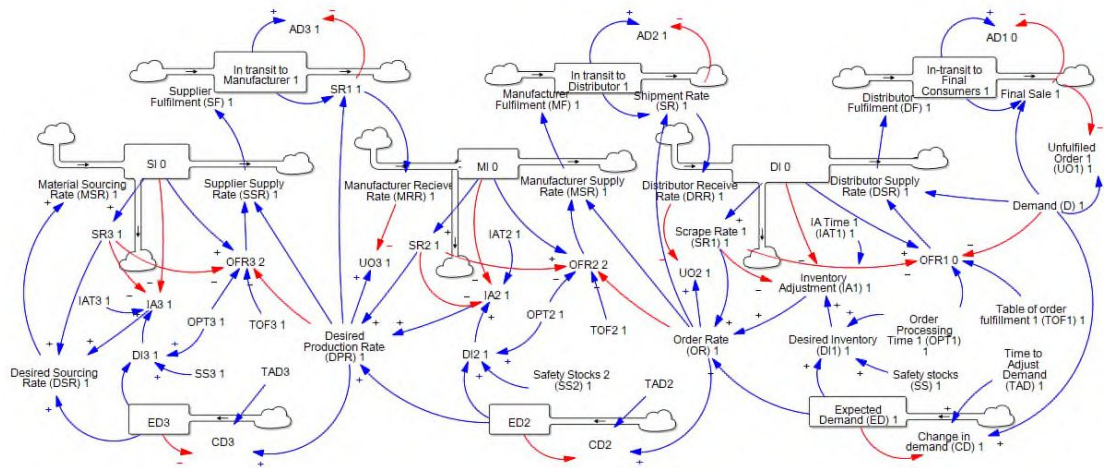 AD3 1
AD2 1
AD1 0
In transit to
Manufacturer 1
In transit to
Distributor 1
In-transit to
Final
Consumers 1
Supplier
Fulfilment (SF) 1
SR1 1
Manufacturer
Fulfilment (MF) 1
Shipment Rate
(SR) 1
Distributor
Fulfilment (DF) 1
Final Sale 1
Unfulfiled
Order 1
(UO1) 1
SI 0
MI 0
DI 0
Material Sourcing
Rate (MSR) 1
Supplier Supply
Rate (SSR) 1
Manufacturer Recieve
Rate (MRR) 1
Manufacturer Supply
Rate (MSR) 1
Distributor Receive
Rate (DRR) 1
Distributor Supply
Rate (DSR) 1
Demand (D) 1
SR3 1
OFR3 2
UO3 1
SR2 1
IAT2 1
OFR2 2
Scrape Rate 1
(SR1) 1
UO2 1
IA Time 1
(IAT1) 1
OFR1 0
IAT3 1
IA3 1
IA2 1
Inventory
Adjustment (IA1) 1
OPT3 1
TOF3 1
OPT2 1
TOF2 1
Order
Processing
Time 1 (OPT1)
1
Table of order
fulfillment 1 (TOF1) 1
Desired Sourcing
Rate (DSR) 1
DI3 1
SS3 1
Desired
Production Rate
(DPR) 1
DI2 1
Safety Stocks 2
(SS2) 1
Order Rate
(OR) 1
Desired Inventory
(DI1) 1
Safety stocks
(SS) 1
Time to
Adjust
Demand
(TAD) 1
TAD3
TAD2
ED3
CD3
ED2
CD2
Expected
Demand (ED) 1
Change in
demand (CD) 1